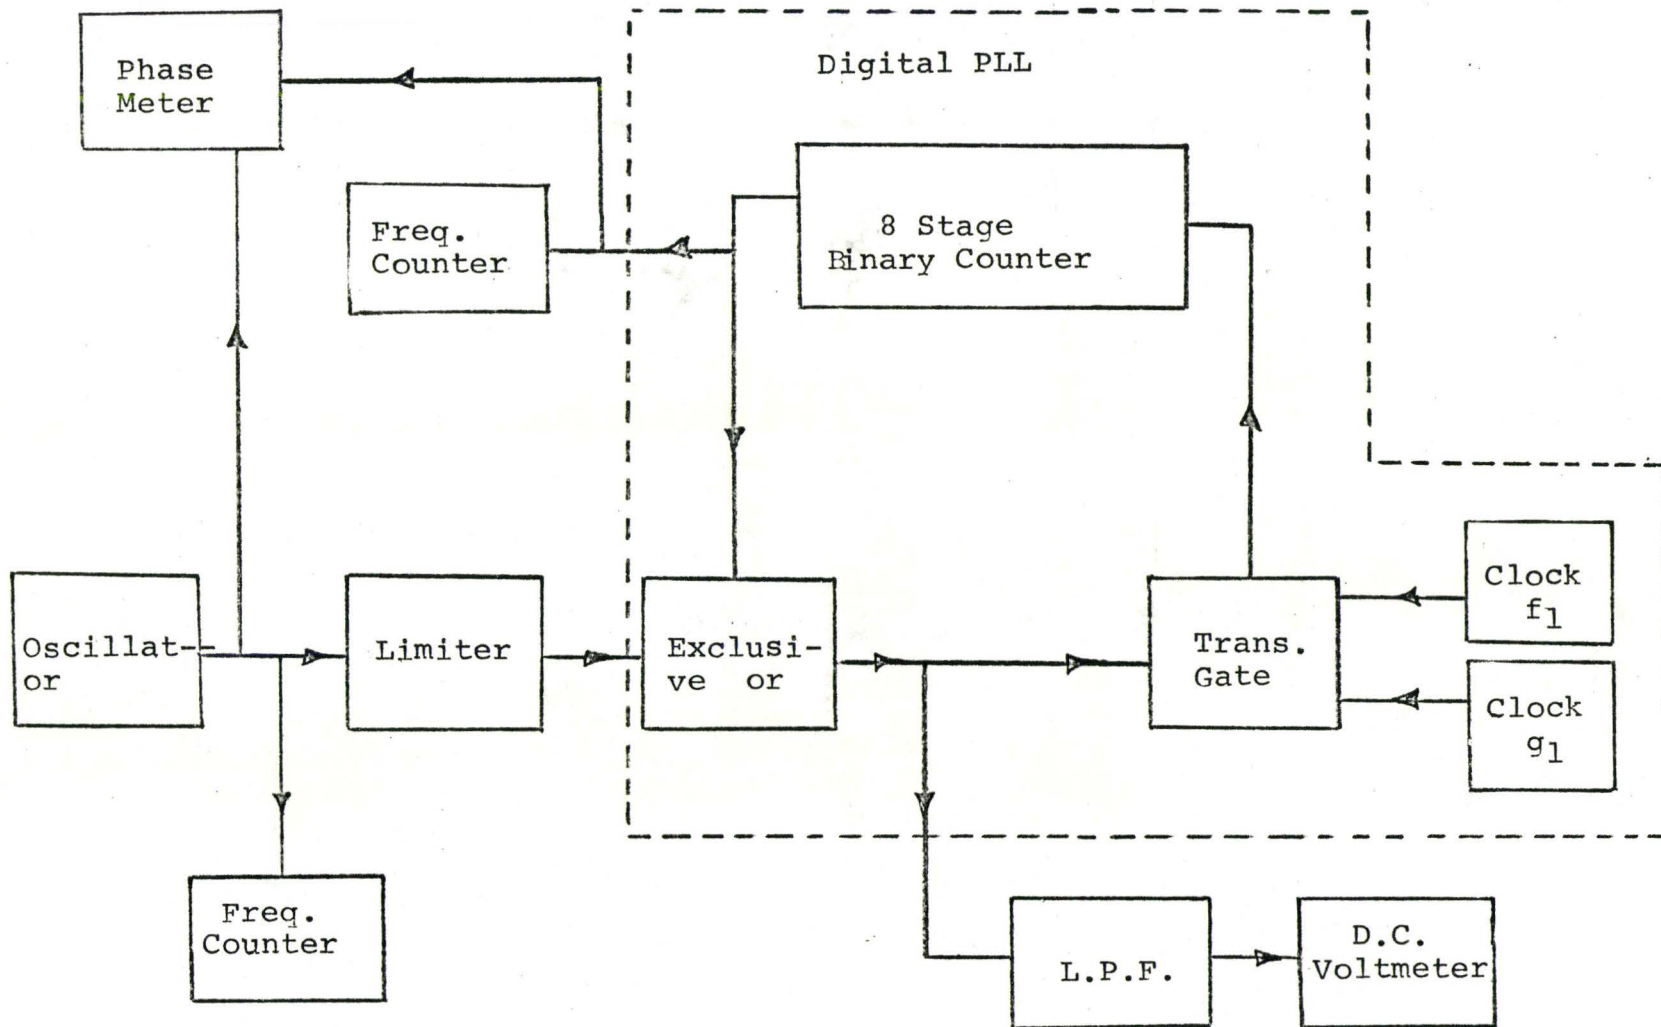 Digital PLL
Phase
Meter
Freq.
Counter
8 Stage
Binary Counter
Oscillat-
or
Limiter
Exclusi-
ve or
Trans.
Gate
Clock
f1
Clock
g1
Freq.
Counter
L.P.F.
D.C.
Voltmeter